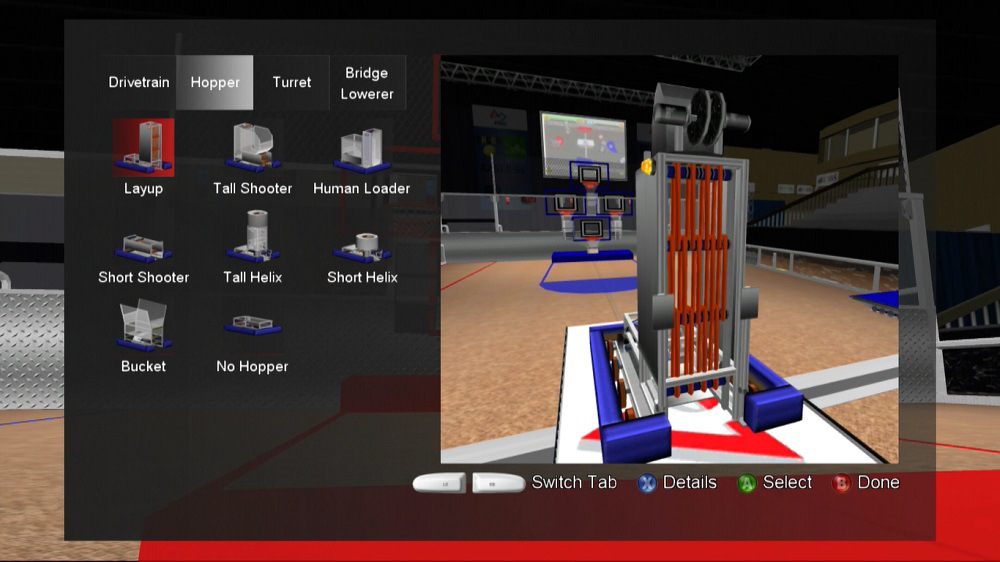 Drivetrain
Hopper
Turret
Bridge
Lowerer
Layup
Tall Shooter
Human Loader
Short Shooter
Tall Helix
Short Helix
Bucket
No Hopper
LB RB Switch Tab X Details A Select B Done